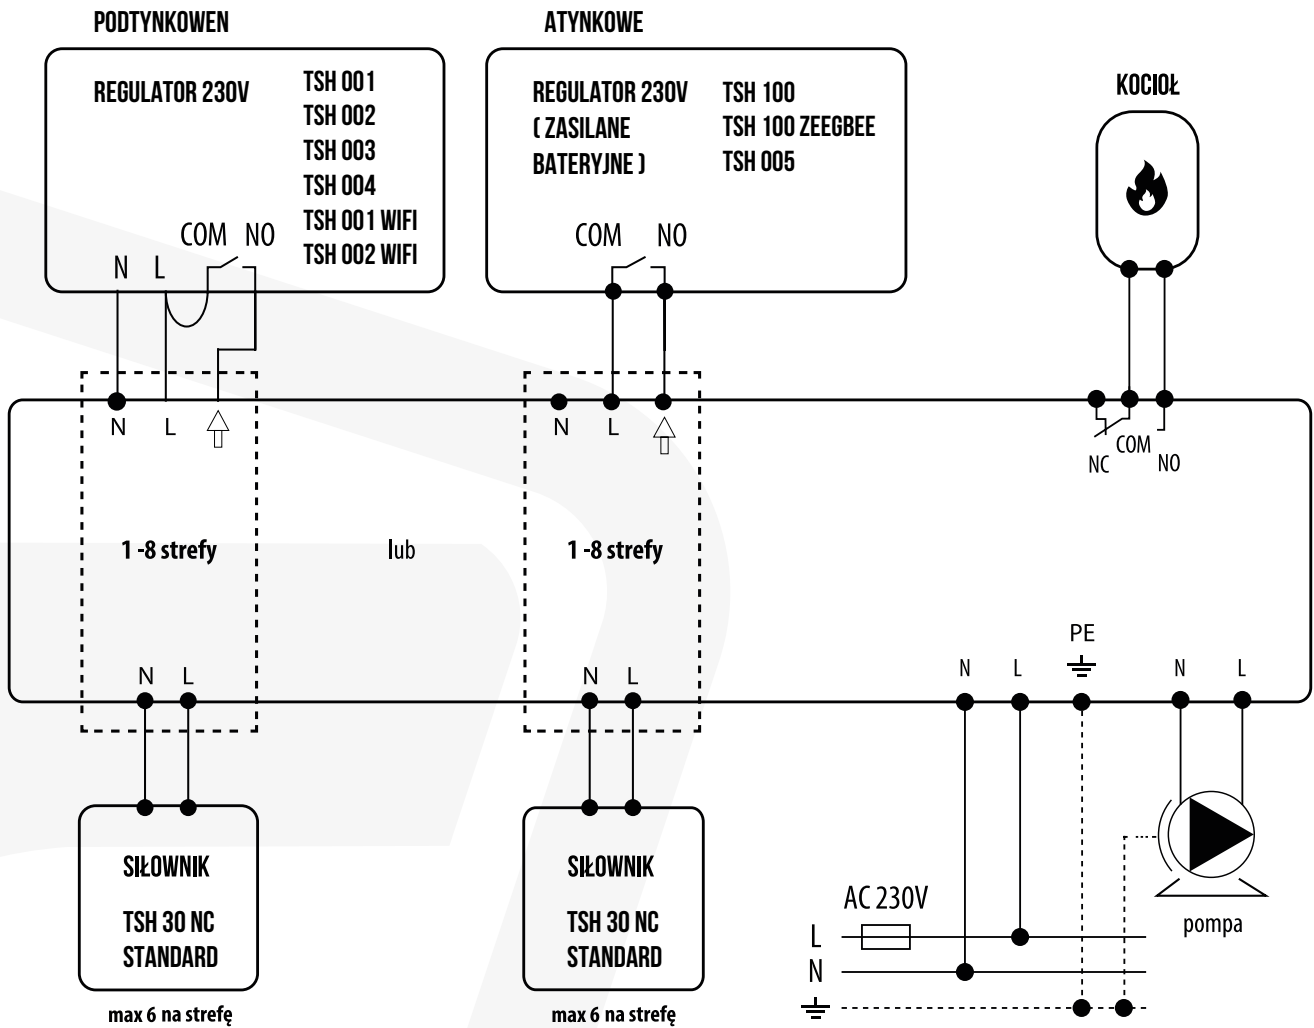 PODTYNKOWEN
REGULATOR 230V
TSH 001
TSH 002
TSH 003
TSH 004
TSH 001 WIFI
TSH 002 WIFI
COM NO
N L
ATYNKOWE
REGULATOR 230V
( ZASILANE
BATERYJNE )
TSH 100
TSH 100 ZEEGBEE
TSH 005
COM NO
KOCIOŁ
N L
N L
NC COM NO
1 -8 strefy
lub
1 -8 strefy
N L
N L
N L PE N L
SIŁOWNIK
TSH 30 NC
STANDARD
max 6 na strefę
SIŁOWNIK
TSH 30 NC
STANDARD
max 6 na strefę
AC 230V
L
N
pompa